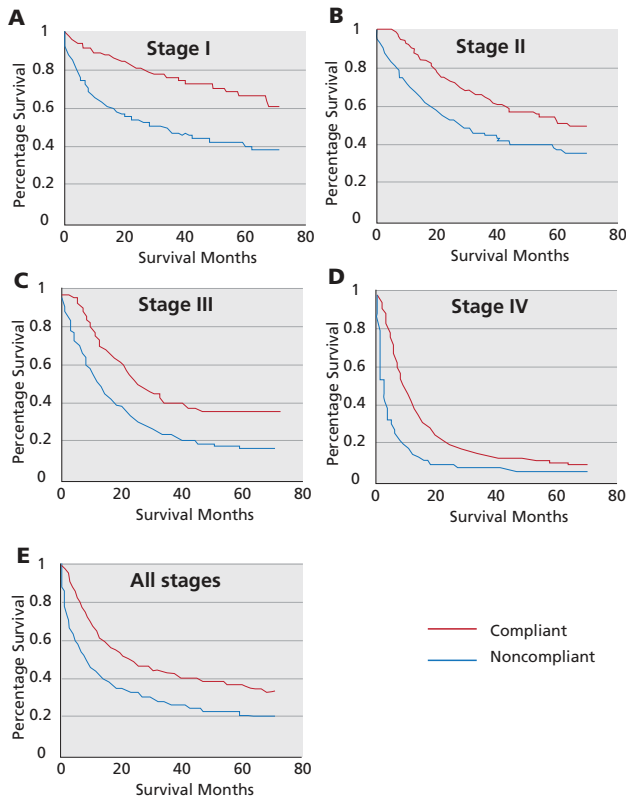 A
Stage I
Percentage Survival
1
0.8
0.6
0.4
0.2
0
0 20 40 60 80
Survival Months
B
Stage II
Percentage Survival
1
0.8
0.6
0.4
0.2
0
0 20 40 60 80
Survival Months
C
Stage III
Percentage Survival
1
0.8
0.6
0.4
0.2
0
0 20 40 60 80
Survival Months
D
Stage IV
Percentage Survival
1
0.8
0.6
0.4
0.2
0
0 20 40 60 80
Survival Months
E
All stages
Percentage Survival
1
0.8
0.6
0.4
0.2
0
0 20 40 60 80
Survival Months
Compliant
Noncompliant